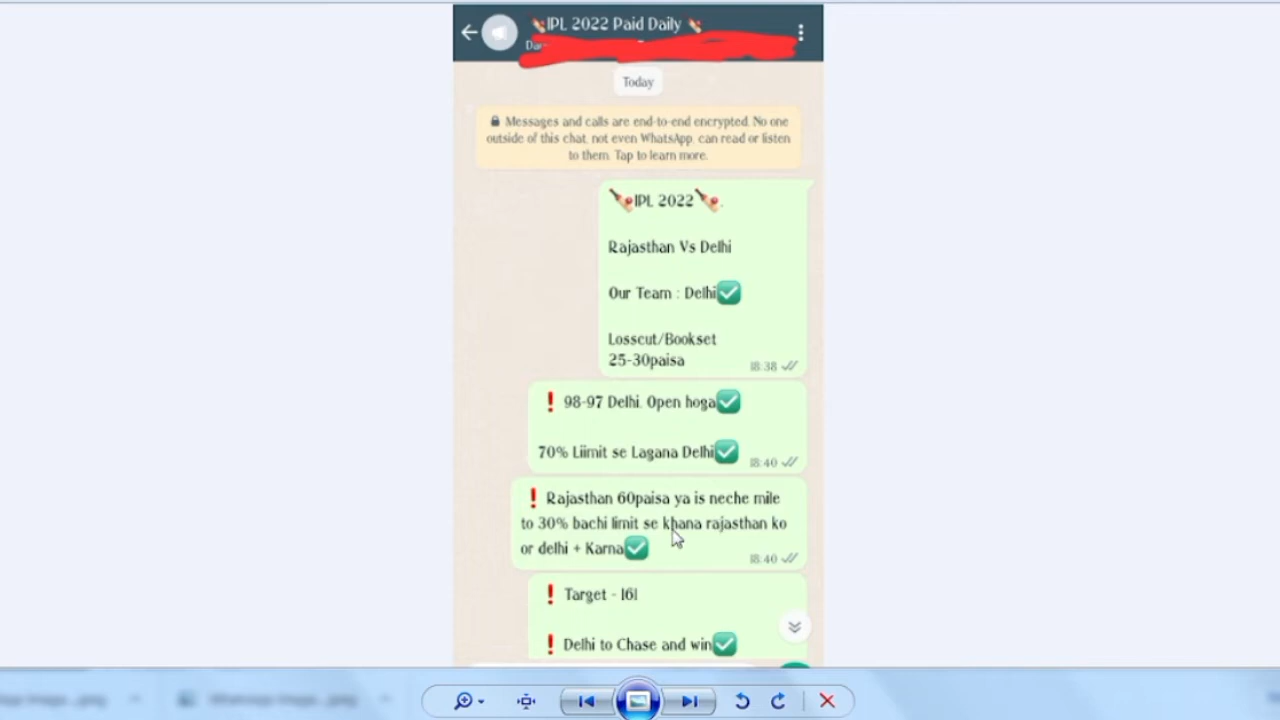 IPL 2022 Paid Daily
Today
Messages and calls are end-to-end encrypted. No one
outside of this chat, not even WhatsApp, can read or listen
to them. Tap to learn more.
IPL 2022 .
Rajasthan Vs Delhi
Our Team : Delhi
Losscut/Bookset
25-30paisa
18:38
98-97 Delhi. Open hoga
70% Liimit se Lagana Delhi
18:40
Rajasthan 60paisa ya is neche mile
to 30% bachi limit se khana rajasthan ko
or delhi + Karna
18:40
Target - 161
Delhi to Chase and win